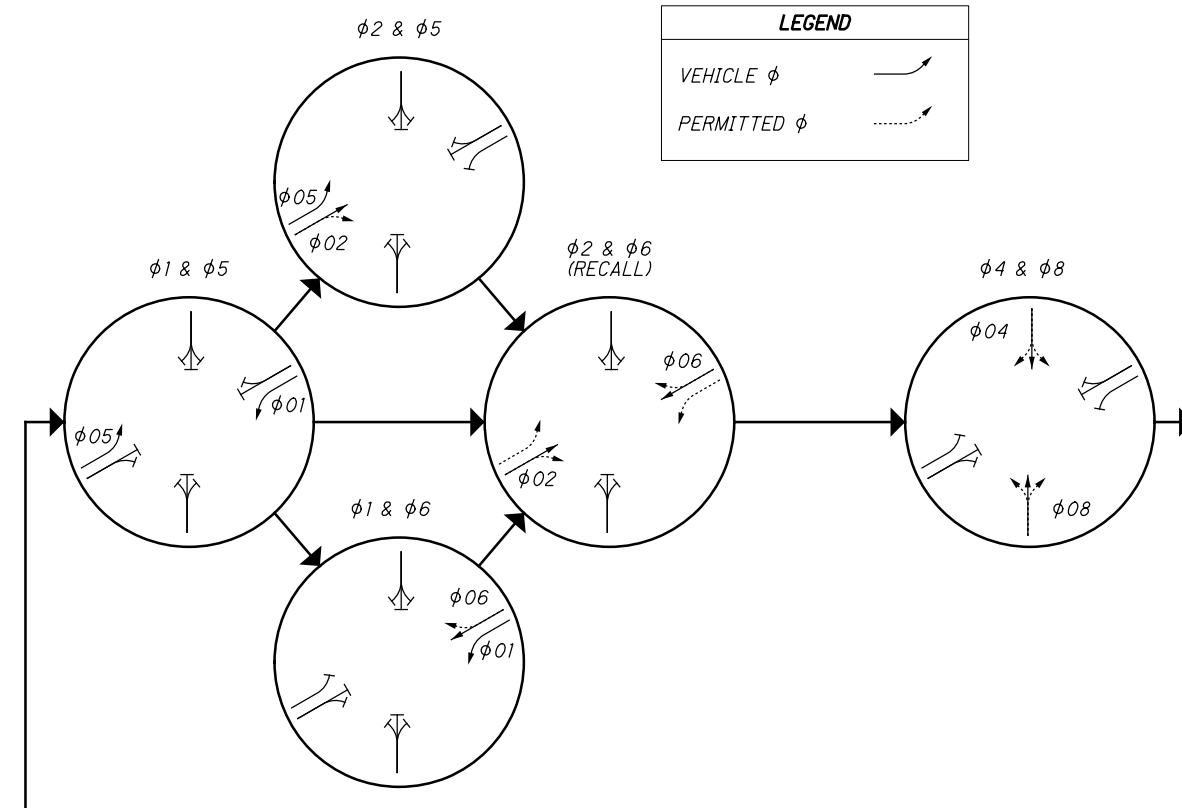 ϕ2 & ϕ5
LEGEND
VEHICLE ϕ
PERMITTED ϕ
ϕ05
ϕ02
ϕ1 & ϕ5
ϕ01
ϕ05
ϕ2 & ϕ6
(RECALL)
ϕ06
ϕ02
ϕ4 & ϕ8
ϕ04
ϕ08
ϕ1 & ϕ6
ϕ06
ϕ01